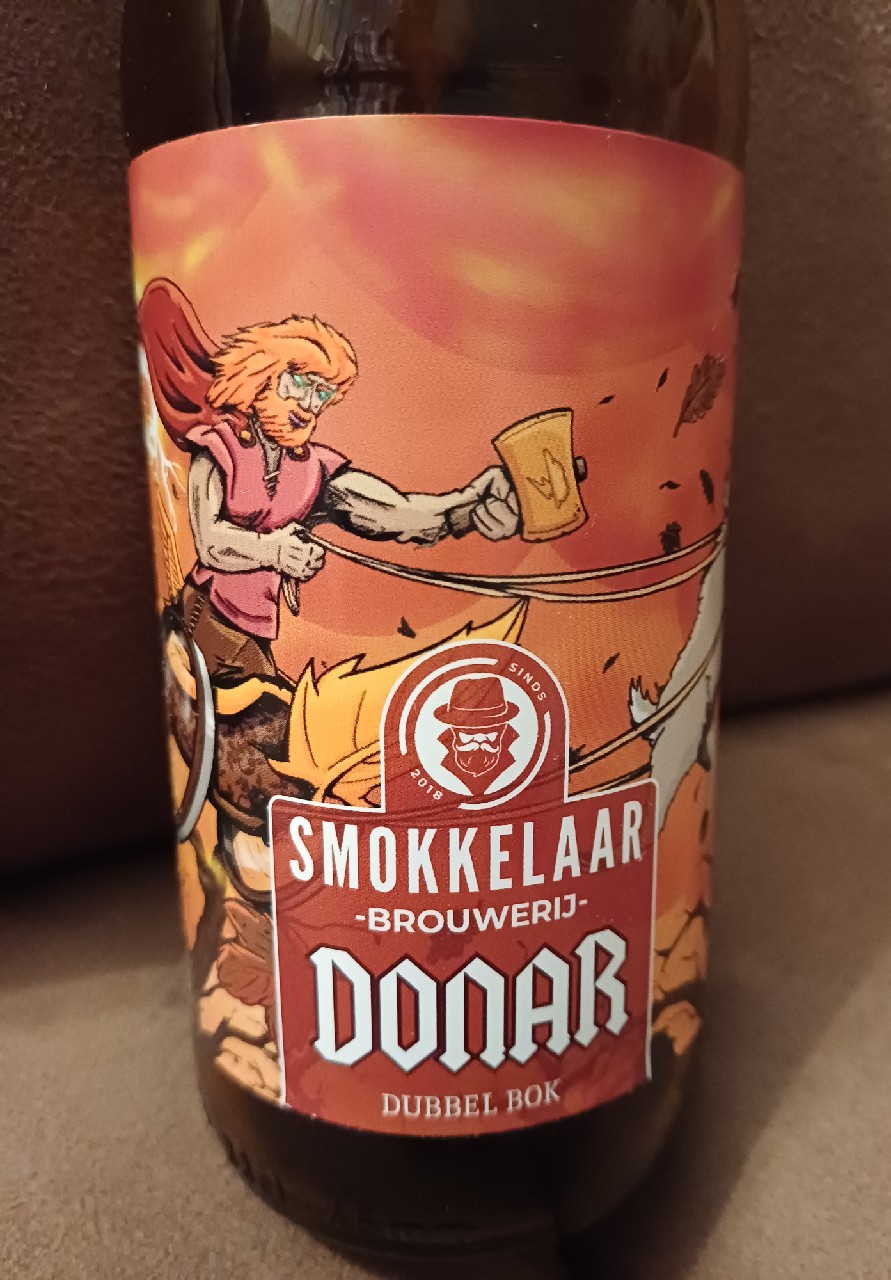 SINDS
2018
SMOKKELAAR
-BROUWERIJ-
DONAR
DUBBEL BOK